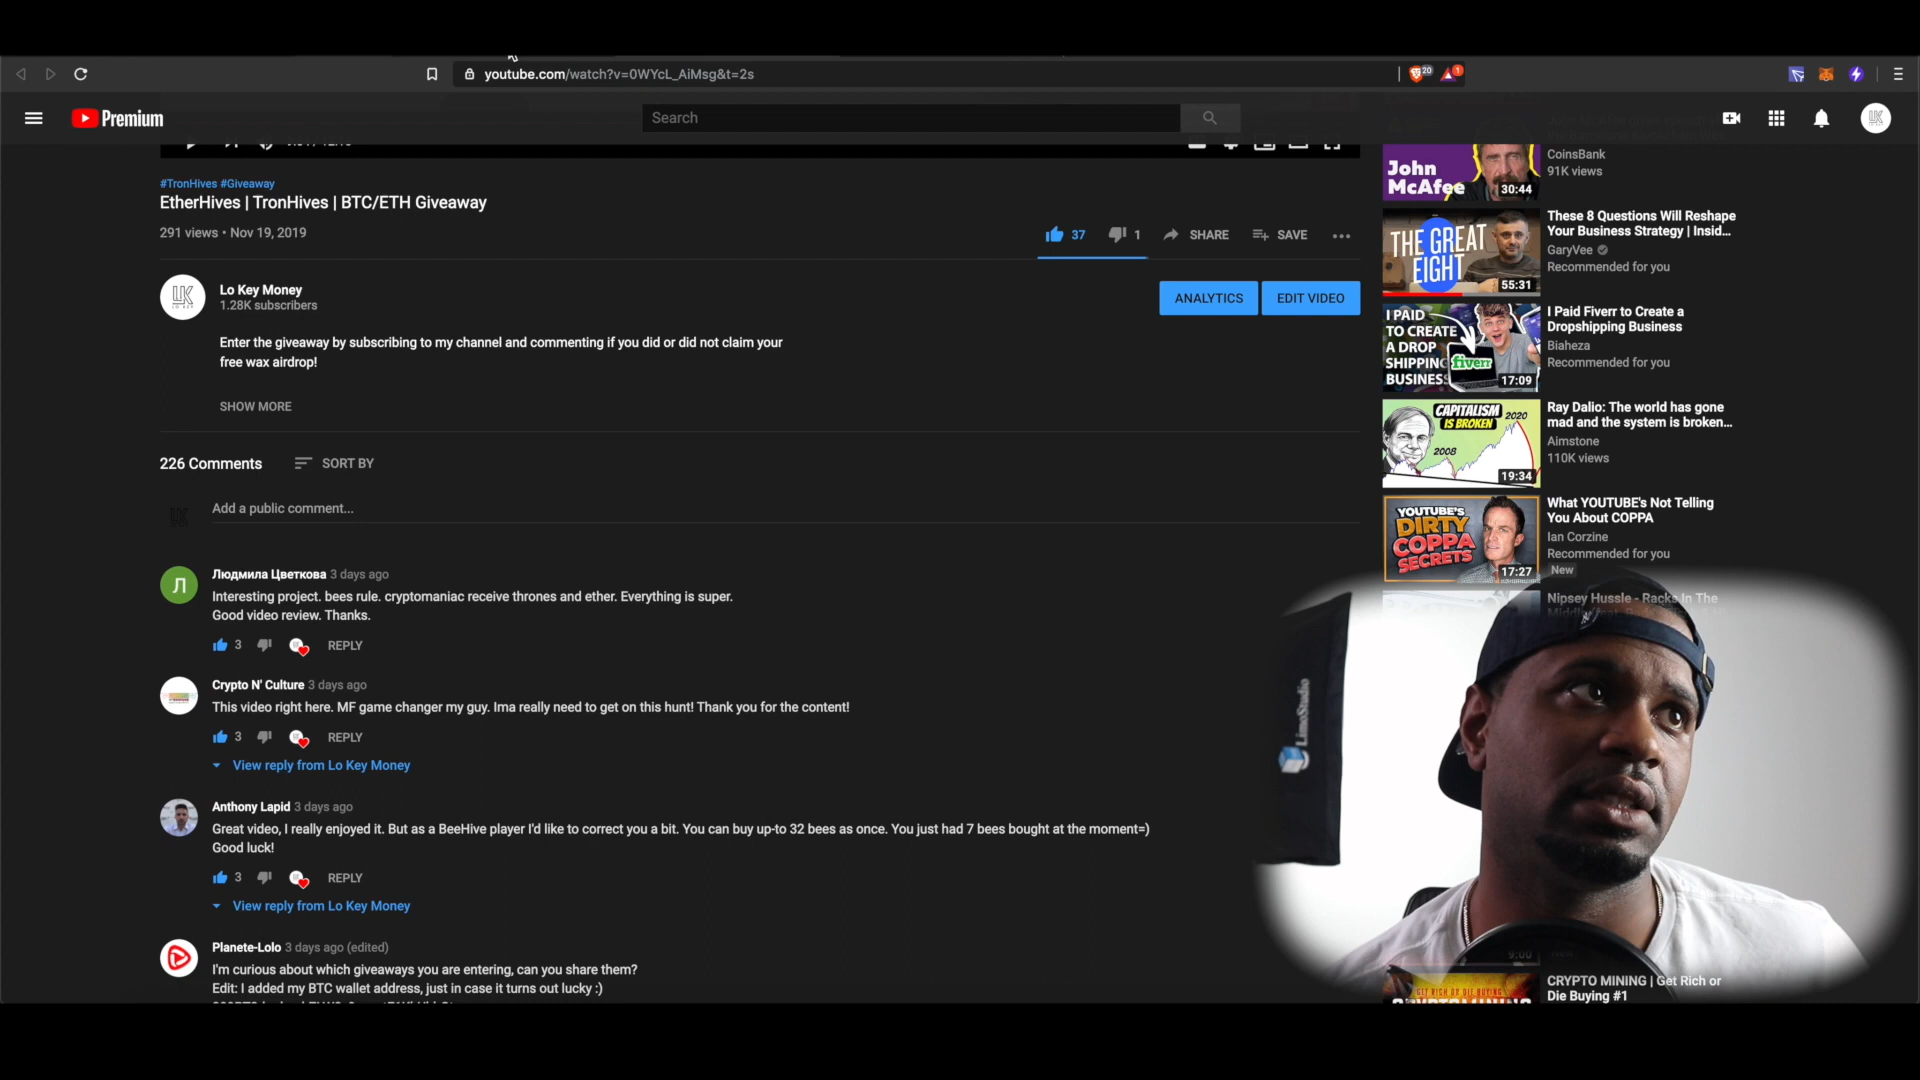 youtube.com/watch?v=0WYcL_AiMsg&t=2s
20
1
Premium
Search
#TronHives #Giveaway
EtherHives | TronHives | BTC/ETH Giveaway
291 views • Nov 19, 2019
37
1
SHARE
SAVE
Lo Key Money
1.28K subscribers
ANALYTICS
EDIT VIDEO
Enter the giveaway by subscribing to my channel and commenting if you did or did not claim your
free wax airdrop!
SHOW MORE
226 Comments
SORT BY
Add a public comment...
Людмила Цветкова 3 days ago
Interesting project. bees rule. cryptomaniac receive thrones and ether. Everything is super.
Good video review. Thanks.
3
REPLY
Crypto N' Culture 3 days ago
This video right here. MF game changer my guy. Ima really need to get on this hunt! Thank you for the content!
3
REPLY
View reply from Lo Key Money
Anthony Lapid 3 days ago
Great video, I really enjoyed it. But as a BeeHive player I'd like to correct you a bit. You can buy up-to 32 bees as once. You just had 7 bees bought at the moment=)
Good luck!
3
REPLY
View reply from Lo Key Money
Planete-Lolo 3 days ago (edited)
I'm curious about which giveaways you are entering, can you share them?
Edit: I added my BTC wallet address, just in case it turns out lucky :)
John
McAfee
30:44
CoinsBank
91K views
THE GREAT
EIGHT
55:31
These 8 Questions Will Reshape
Your Business Strategy | Insid...
GaryVee
Recommended for you
I PAID
TO CREATE
A DROP
SHIPPING
BUSINESS
fiverr
17:09
I Paid Fiverr to Create a
Dropshipping Business
Biaheza
Recommended for you
CAPITALISM
IS BROKEN
2020
2008
19:34
Ray Dalio: The world has gone
mad and the system is broken...
Aimstone
110K views
YOUTUBE'S
DIRTY
COPPA
SECRETS
17:27
What YOUTUBE's Not Telling
You About COPPA
Ian Corzine
Recommended for you
New
Nipsey Hussle - Racks In The
LimoStudio
9:00
CRYPTO MINING | Get Rich or
Die Buying #1
GET RICH OR DIE BUYING